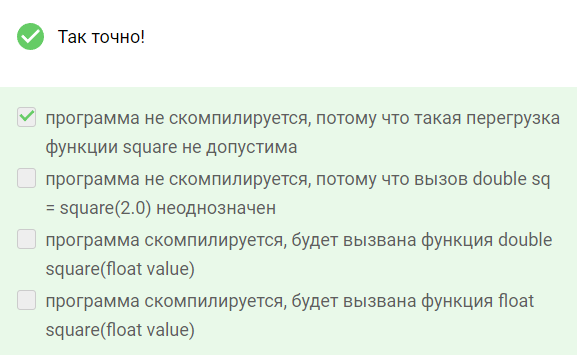 Так точно!
программа не скомпилируется, потому что такая перегрузка
функции square не допустима
программа не скомпилируется, потому что вызов double sq
= square(2.0) неоднозначен
программа скомпилируется, будет вызвана функция double
square(float value)
программа скомпилируется, будет вызвана функция float
square(float value)